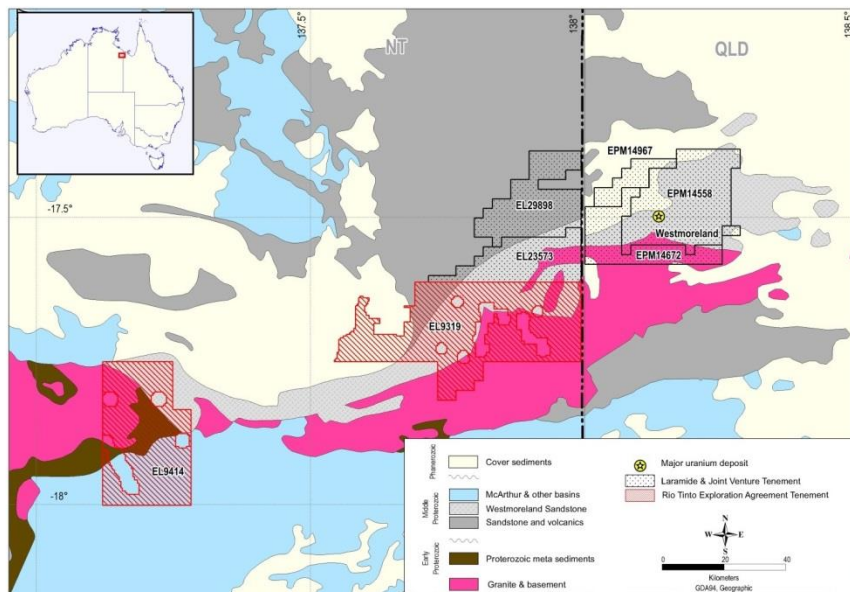 137.5°
138°
138.5°
NT
QLD
EPM14967
EL29898
EPM14558
-17.5°
Westmoreland
EL23573
EPM14672
EL9319
EL9414
-18°
Phanerozoic
Cover sediments
Middle
Proterozoic
McArthur & other basins
Westmoreland Sandstone
Sandstone and volcanics
Early
Proterozoic
Proterozoic meta sediments
Granite & basement
Major uranium deposit
Laramide & Joint Venture Tenement
Rio Tinto Exploration Agreement Tenement
N
W E
S
0 20 40
Kilometers
GDA94, Geographic